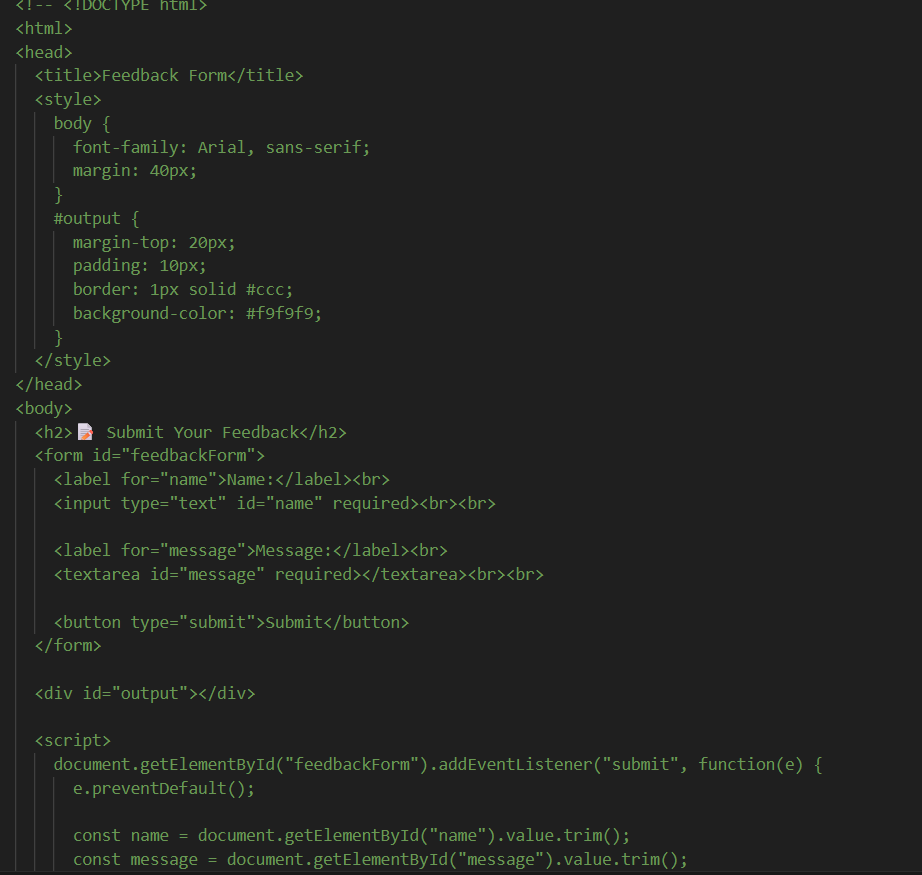 <!-- <!DOCTYPE html>
<html>
<head>
  <title>Feedback Form</title>
  <style>
    body {
      font-family: Arial, sans-serif;
      margin: 40px;
    }
    #output {
      margin-top: 20px;
      padding: 10px;
      border: 1px solid #ccc;
      background-color: #f9f9f9;
    }
  </style>
</head>
<body>
  <h2>📝 Submit Your Feedback</h2>
  <form id="feedbackForm">
    <label for="name">Name:</label><br>
    <input type="text" id="name" required><br><br>

    <label for="message">Message:</label><br>
    <textarea id="message" required></textarea><br><br>

    <button type="submit">Submit</button>
  </form>

  <div id="output"></div>

  <script>
    document.getElementById("feedbackForm").addEventListener("submit", function(e) {
      e.preventDefault();

      const name = document.getElementById("name").value.trim();
      const message = document.getElementById("message").value.trim();